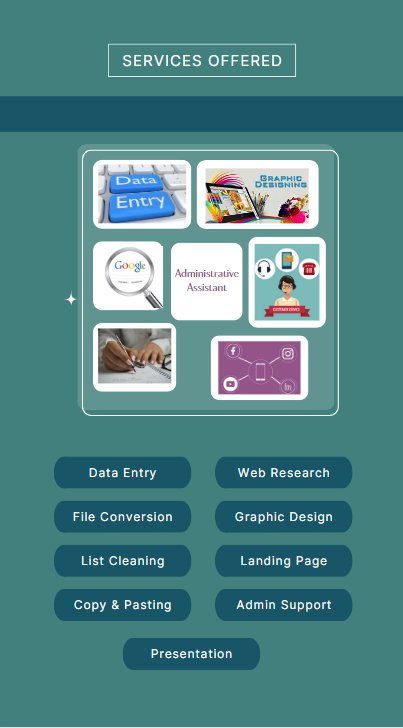 SERVICES OFFERED
Data
Entry
GRAPHIC
DESIGNING
Google
Administrative
Assistant
CUSTOMER SERVICE
Data Entry
Web Research
File Conversion
Graphic Design
List Cleaning
Landing Page
Copy & Pasting
Admin Support
Presentation